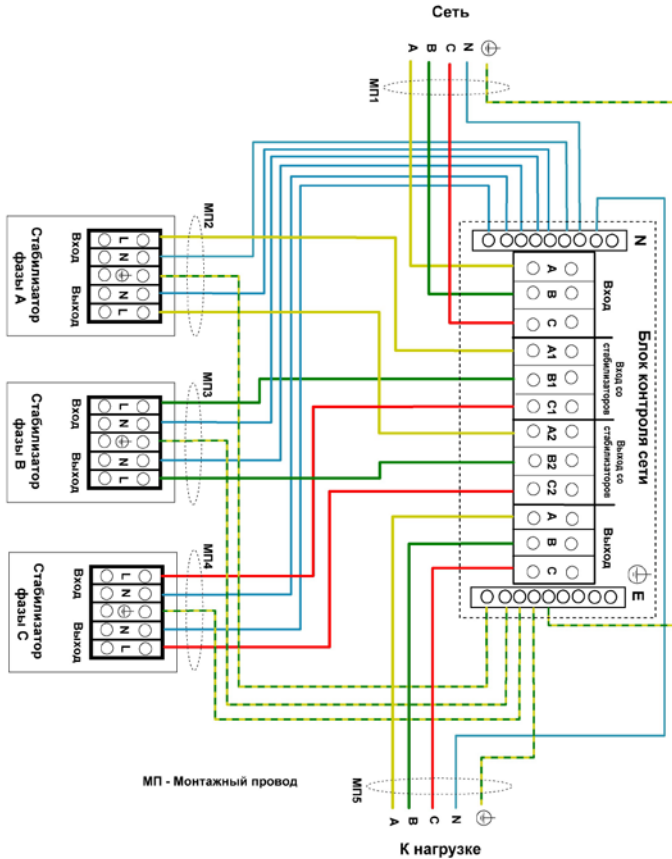 Сеть
A
B
C
N
МП1
МП2
Стабилизатор
фазы A
Вход
Выход
L
N
N
L
МП3
Стабилизатор
фазы B
Вход
Выход
L
N
N
L
МП4
Стабилизатор
фазы C
Вход
Выход
L
N
N
L
Блок контроля сети
N
Вход
A
B
C
Вход со
стабилизаторов
A1
B1
C1
Выход со
стабилизаторов
A2
B2
C2
Выход
A
B
C
E
МП - Монтажный провод
МП5
A
B
C
N
К нагрузке